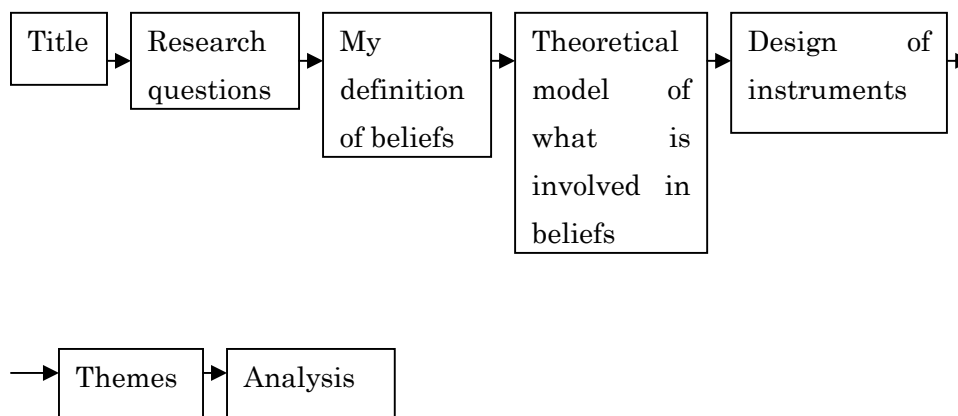 Title
Research
questions
My
definition
of beliefs
Theoretical
model of
what is
involved in
beliefs
Design of
instruments
Themes
Analysis